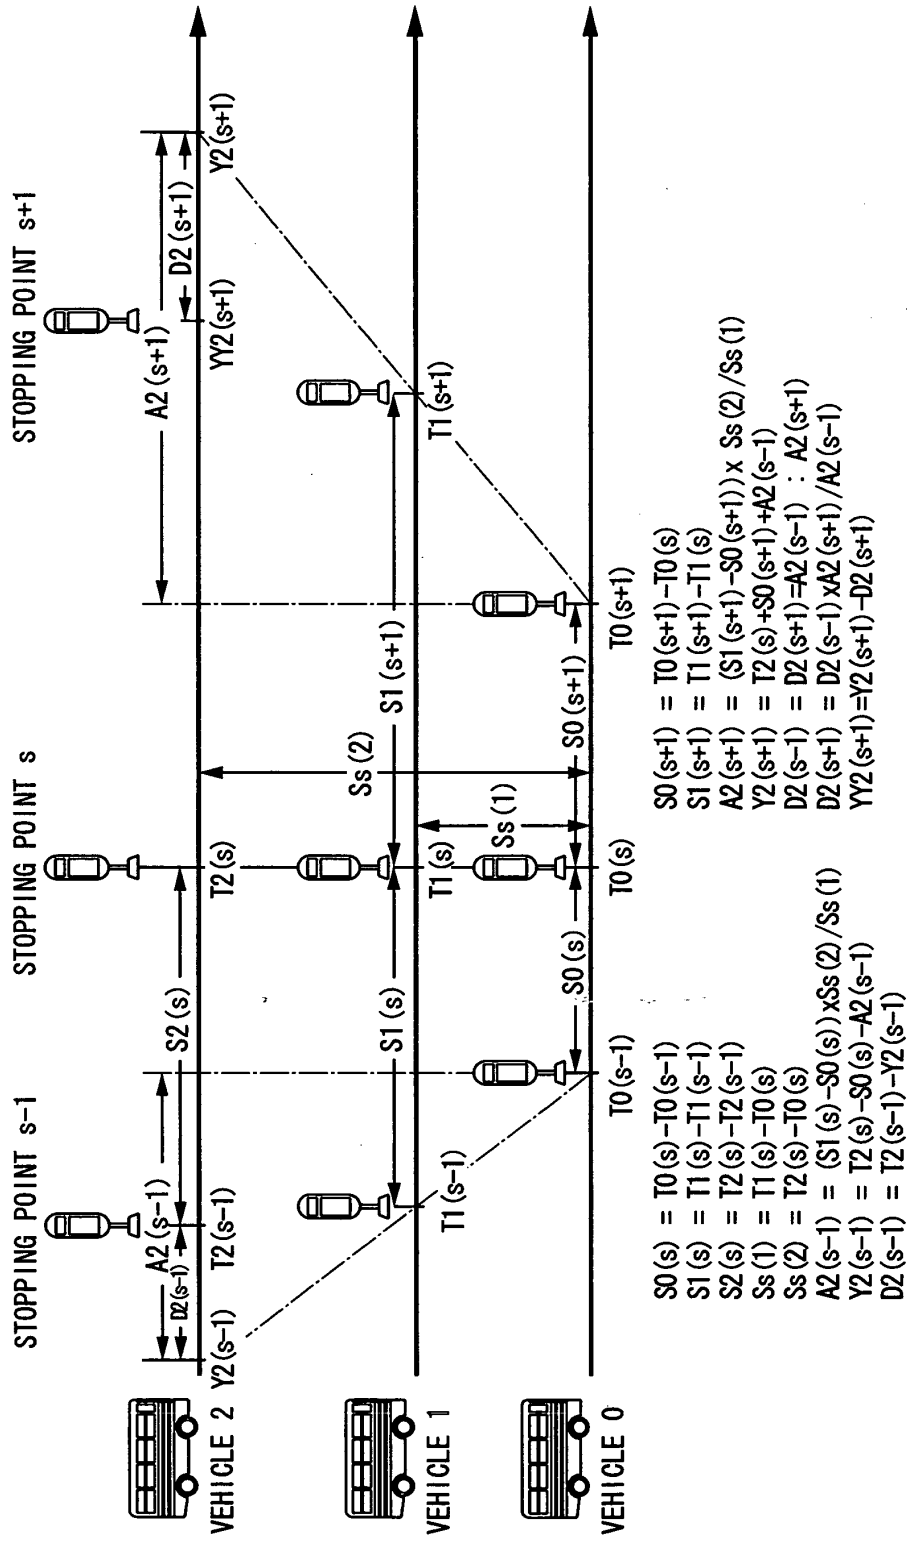 STOPPING POINT s-1
STOPPING POINT s
STOPPING POINT s+1
A2(s-1)
D2(s-1)
S2(s)
A2(s+1)
D2(s+1)
Y2(s-1)
T2(s-1)
T2(s)
YY2(s+1)
Y2(s+1)
VEHICLE 2
Ss(2)
S1(s)
S1(s+1)
T1(s-1)
T1(s)
T1(s+1)
VEHICLE 1
Ss(1)
S0(s)
S0(s+1)
T0(s-1)
T0(s)
T0(s+1)
VEHICLE 0
S0(s) = T0(s)-T0(s-1)
S1(s) = T1(s)-T1(s-1)
S2(s) = T2(s)-T2(s-1)
Ss(1) = T1(s)-T0(s)
Ss(2) = T2(s)-T0(s)
A2(s-1) = (S1(s)-S0(s))xSs(2)/Ss(1)
Y2(s-1) = T2(s)-S0(s)-A2(s-1)
D2(s-1) = T2(s-1)-Y2(s-1)
S0(s+1) = T0(s+1)-T0(s)
S1(s+1) = T1(s+1)-T1(s)
A2(s+1) = (S1(s+1)-S0(s+1))x Ss(2)/Ss(1)
Y2(s+1) = T2(s)+S0(s+1)+A2(s-1)
D2(s-1) = D2(s+1)=A2(s-1) : A2(s+1)
D2(s+1) = D2(s-1)xA2(s+1)/A2(s-1)
YY2(s+1)=Y2(s+1)-D2(s+1)